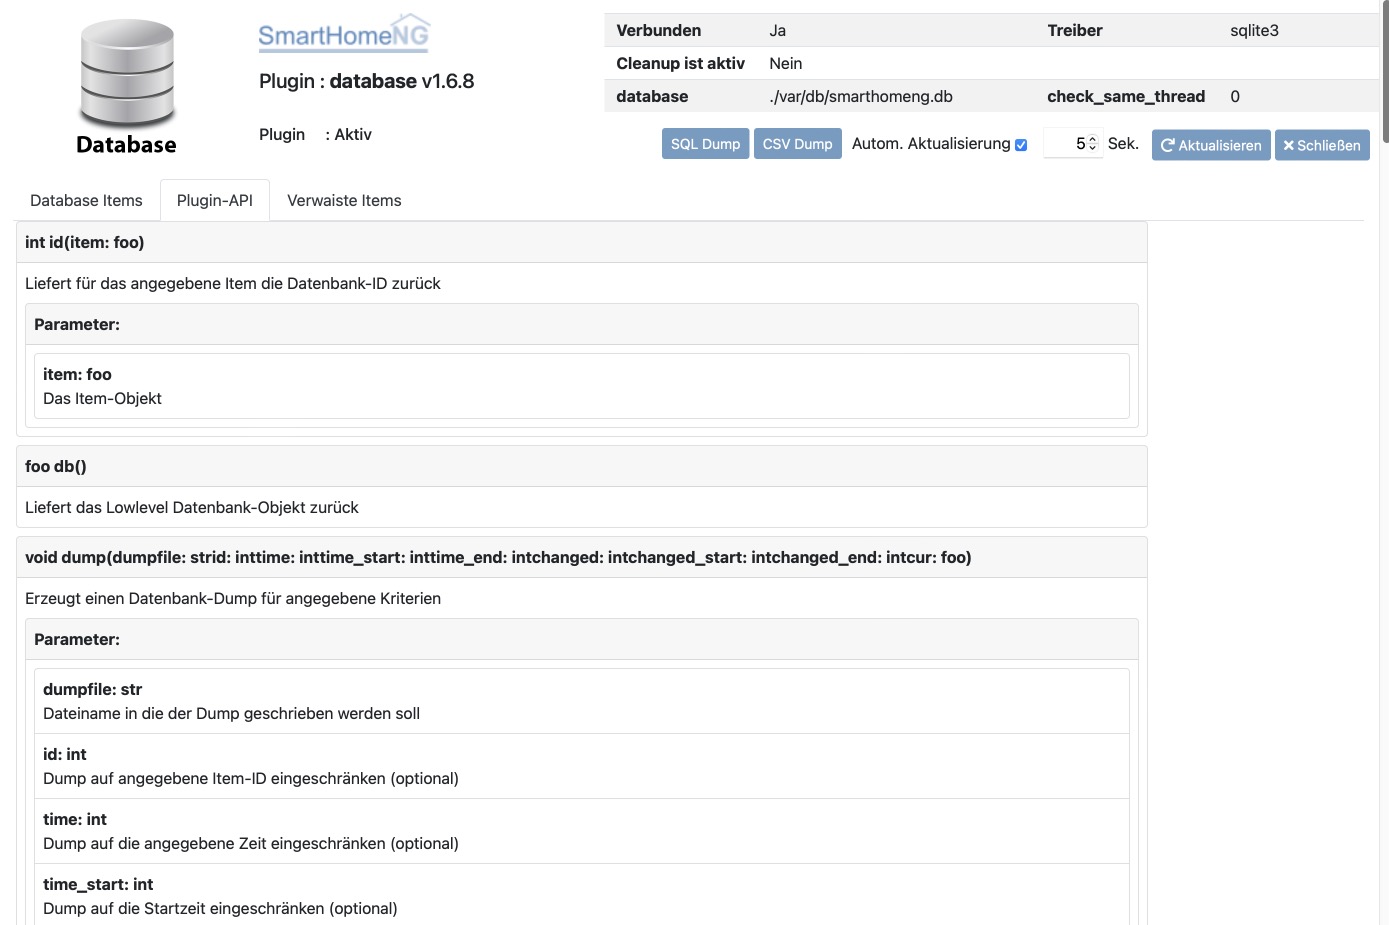 Database
SmartHomeNG
Plugin : database v1.6.8
Plugin : Aktiv
Verbunden Ja Treiber sqlite3
Cleanup ist aktiv Nein
database ./var/db/smarthomeng.db check_same_thread 0
SQL Dump CSV Dump Autom. Aktualisierung 5 Sek. Aktualisieren Schließen
Database Items Plugin-API Verwaiste Items
int id(item: foo)
Liefert für das angegebene Item die Datenbank-ID zurück
Parameter:
item: foo
Das Item-Objekt
foo db()
Liefert das Lowlevel Datenbank-Objekt zurück
void dump(dumpfile: strid: inttime: inttime_start: inttime_end: intchanged: intchanged_start: intchanged_end: intcur: foo)
Erzeugt einen Datenbank-Dump für angegebene Kriterien
Parameter:
dumpfile: str
Dateiname in die der Dump geschrieben werden soll
id: int
Dump auf angegebene Item-ID eingeschränken (optional)
time: int
Dump auf die angegebene Zeit eingeschränken (optional)
time_start: int
Dump auf die Startzeit eingeschränken (optional)